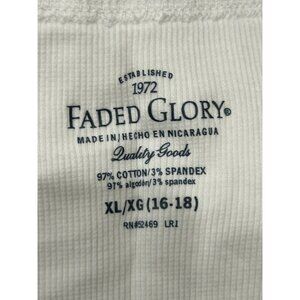 ESTABLISHED
1972
FADED GLORY®
MADE IN/HECHO EN NICARAGUA
Quality Goods
97% COTTON/3% SPANDEX
97% algodón/3% spandex
XL/XG (16-18)
RN#52469 LR1